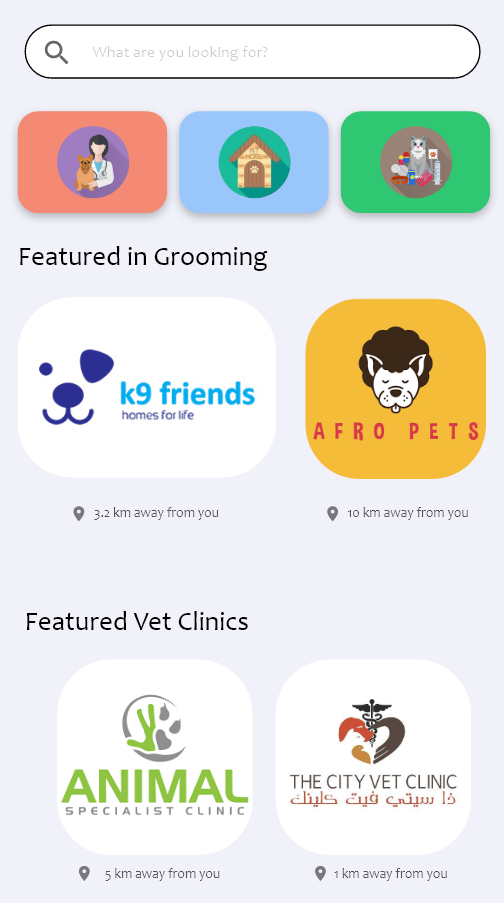 What are you looking for?
Featured in Grooming
k9 friends
homes for life
AFRO PETS
3.2 km away from you
10 km away from you
Featured Vet Clinics
ANIMAL
SPECIALIST CLINIC
THE CITY VET CLINIC
ذا سيتي فيت كلينك
5 km away from you
1 km away from you